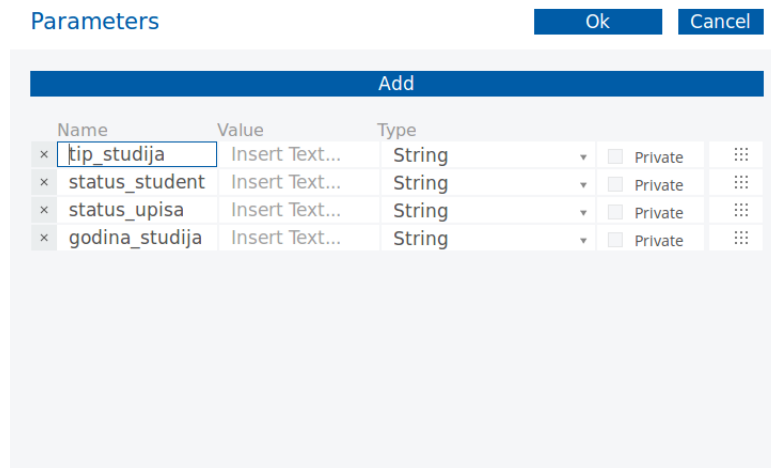 Parameters Ok Cancel
Add
Name Value Type
× tip_studija Insert Text... String Private
× status_student Insert Text... String Private
× status_upisa Insert Text... String Private
× godina_studija Insert Text... String Private